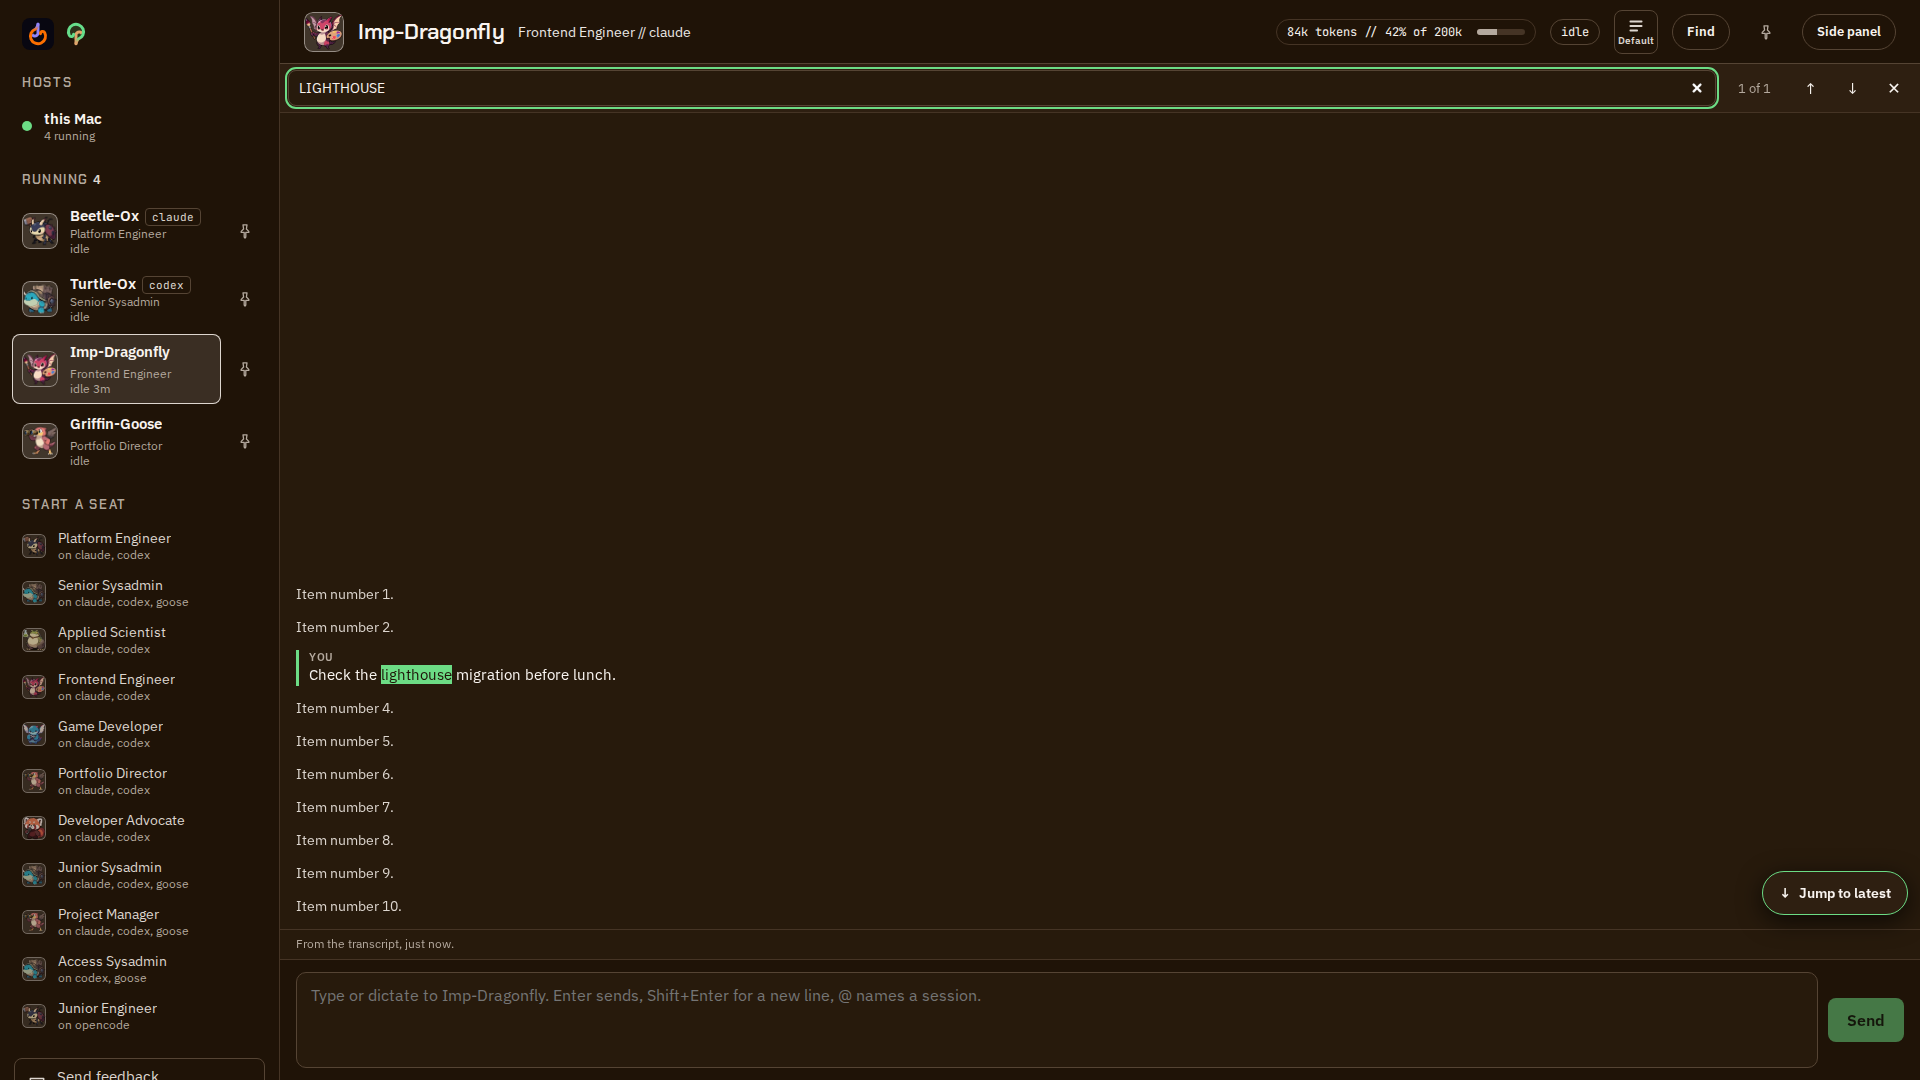 HOSTS
this Mac
4 running
RUNNING 4
Beetle-Ox claude
Platform Engineer
idle
Turtle-Ox codex
Senior Sysadmin
idle
Imp-Dragonfly
Frontend Engineer
idle 3m
Griffin-Goose
Portfolio Director
idle
START A SEAT
Platform Engineer
on claude, codex
Senior Sysadmin
on claude, codex, goose
Applied Scientist
on claude, codex
Frontend Engineer
on claude, codex
Game Developer
on claude, codex
Portfolio Director
on claude, codex
Developer Advocate
on claude, codex
Junior Sysadmin
on claude, codex, goose
Project Manager
on claude, codex, goose
Access Sysadmin
on codex, goose
Junior Engineer
on opencode
Send feedback
Imp-Dragonfly Frontend Engineer // claude
84k tokens // 42% of 200k
idle
Default
Find
Side panel
LIGHTHOUSE
1 of 1
Item number 1.
Item number 2.
YOU
Check the lighthouse migration before lunch.
Item number 4.
Item number 5.
Item number 6.
Item number 7.
Item number 8.
Item number 9.
Item number 10.
Jump to latest
From the transcript, just now.
Type or dictate to Imp-Dragonfly. Enter sends, Shift+Enter for a new line, @ names a session.
Send